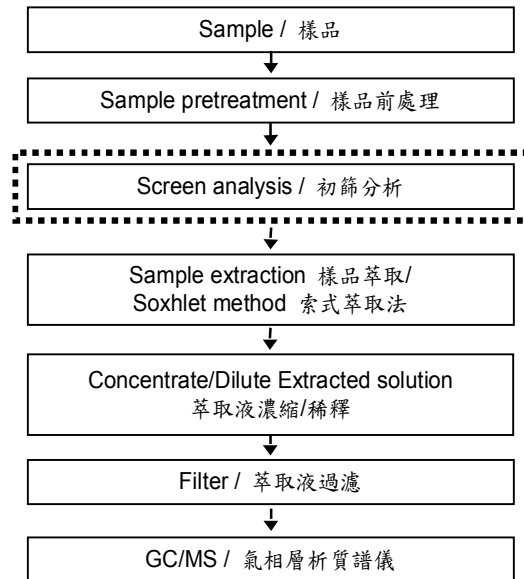 Sample / 樣品
Sample pretreatment / 樣品前處理
Screen analysis / 初篩分析
Sample extraction 樣品萃取/
Soxhlet method 索式萃取法
Concentrate/Dilute Extracted solution
萃取液濃縮/稀釋
Filter / 萃取液過濾
GC/MS / 氣相層析質譜儀